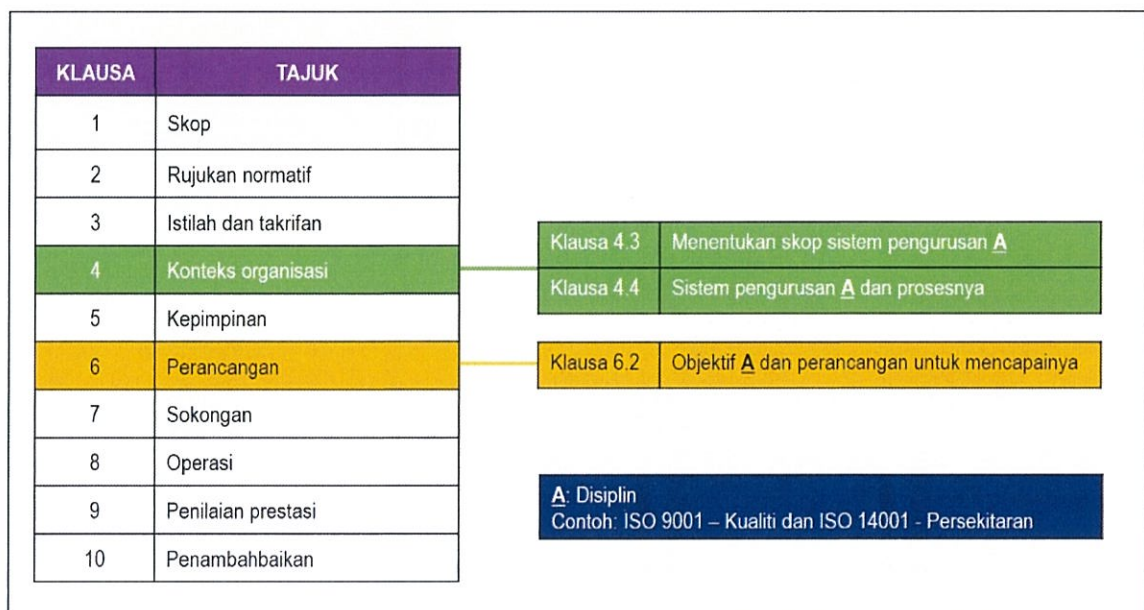 KLAUSA TAJUK
1 Skop
2 Rujukan normatif
3 Istilah dan takrifan
4 Konteks organisasi
5 Kepimpinan
6 Perancangan
7 Sokongan
8 Operasi
9 Penilaian prestasi
10 Penambahbaikan
Klausa 4.3 Menentukan skop sistem pengurusan A
Klausa 4.4 Sistem pengurusan A dan prosesnya
Klausa 6.2 Objektif A dan perancangan untuk mencapainya
A: Disiplin
Contoh: ISO 9001 – Kualiti dan ISO 14001 - Persekitaran